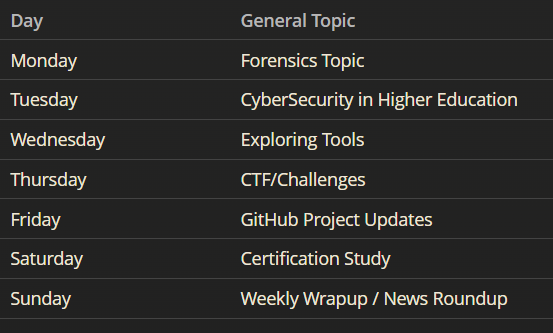 Day General Topic
Monday Forensics Topic
Tuesday CyberSecurity in Higher Education
Wednesday Exploring Tools
Thursday CTF/Challenges
Friday GitHub Project Updates
Saturday Certification Study
Sunday Weekly Wrapup / News Roundup